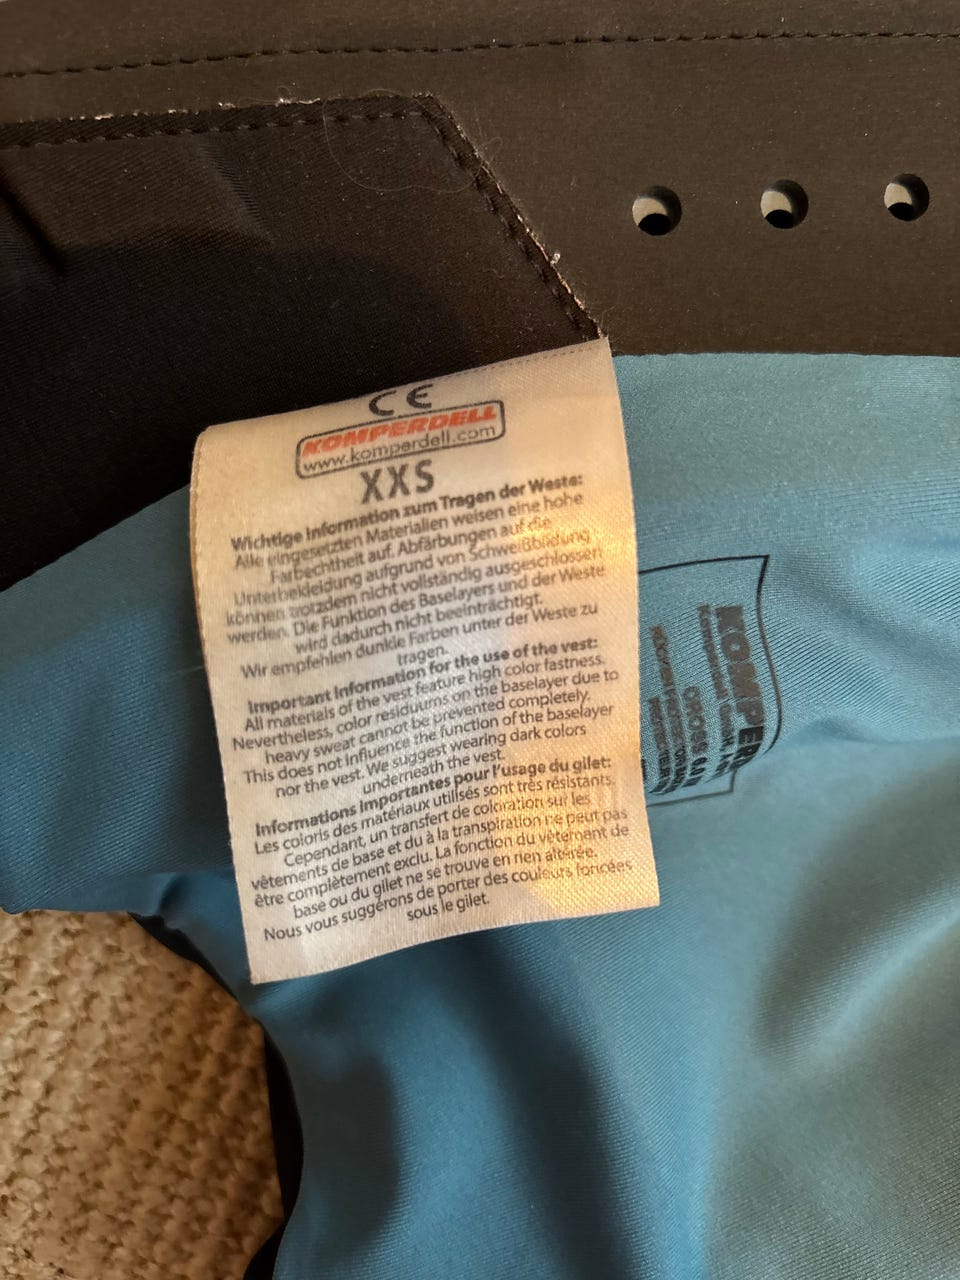 CE
KOMPERDELL
www.komperdell.com
XXS
Wichtige Information zum Tragen der Weste:
Alle eingesetzten Materialien weisen eine hohe
Farbechtheit auf. Abfärbungen auf die
Unterbekleidung aufgrund von Schweißbildung
können trotzdem nicht vollständig ausgeschlossen
werden. Die Funktion des Baselayers und der Weste
wird dadurch nicht beeinträchtigt.
Wir empfehlen dunkle Farben unter der Weste zu
tragen.
Important Information for the use of the vest:
All materials of the vest feature high color fastness.
Nevertheless, color residuums on the baselayer due to
heavy sweat cannot be prevented completely.
This does not influence the function of the baselayer
nor the vest. We suggest wearing dark colors
underneath the vest.
Informations importantes pour l'usage du gilet:
Les coloris des matériaux utilisés sont très résistants.
Cependant, un transfert de coloration sur les
vêtements de base et du à la transpiration ne peut pas
être complètement exclu. La fonction du vêtement de
base ou du gilet ne se trouve en rien altérée.
Nous vous suggérons de porter des couleurs foncées
sous le gilet.
KOMPER
Komperdell
CROSS